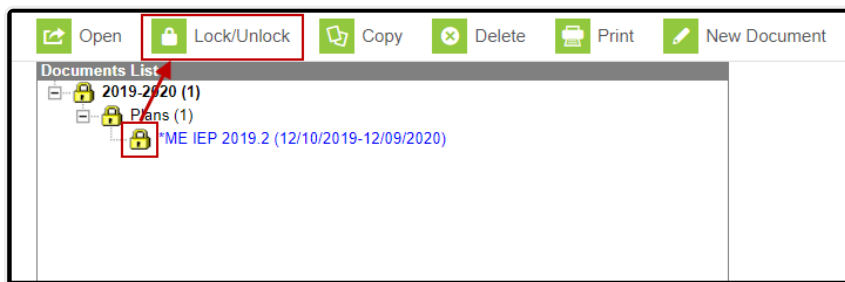 Open Lock/Unlock Copy Delete Print New Document
Documents List
2019-2020 (1)
Plans (1)
*ME IEP 2019.2 (12/10/2019-12/09/2020)